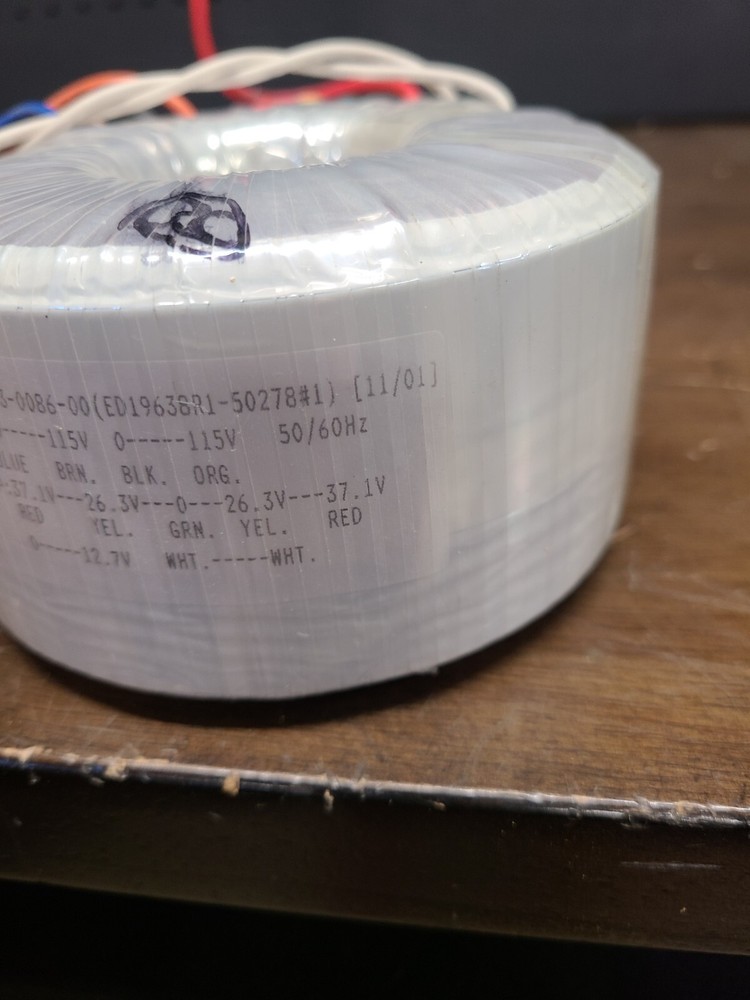 3-0086-00(ED1963BR1-50278#1) [11/01]
-----115V 0-----115V 50/60Hz
LUE BRN. BLK. ORG.
:37.1V---26.3V---0---26.3V---37.1V
RED YEL. GRN. YEL. RED
0-----12.7V WHT.-----WHT.